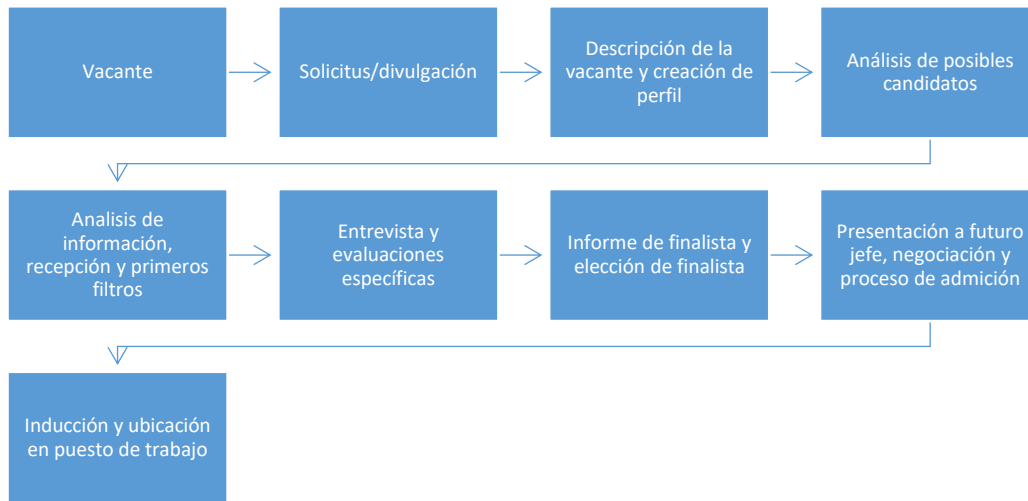 Vacante
Solicitus/divulgación
Descripción de la
vacante y creación de
perfil
Análisis de posibles
candidatos
Analisis de
información,
recepción y primeros
filtros
Entrevista y
evaluaciones
específicas
Informe de finalista y
elección de finalista
Presentación a futuro
jefe, negociación y
proceso de admición
Inducción y ubicación
en puesto de trabajo